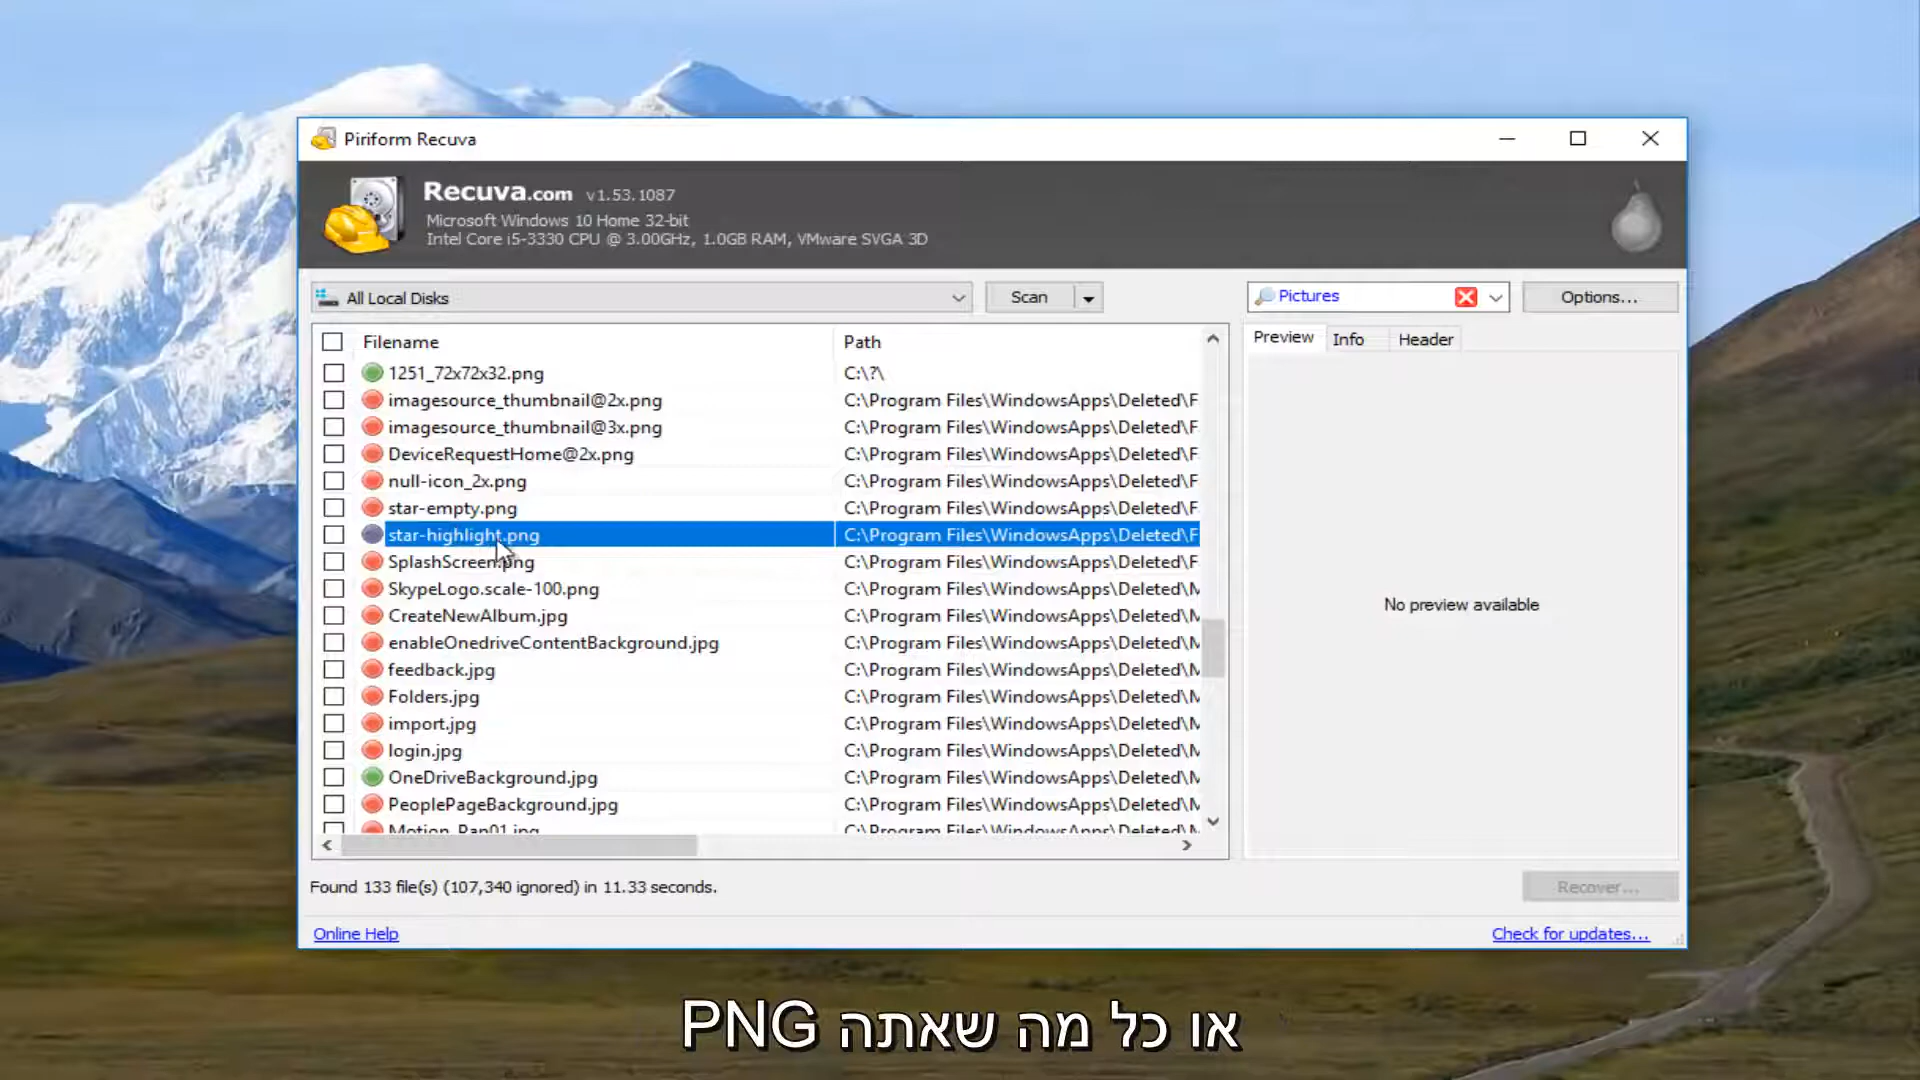 Piriform Recuva
Recuva.com v1.53.1087
Microsoft Windows 10 Home 32-bit
Intel Core i5-3330 CPU @ 3.00GHz, 1.0GB RAM, VMware SVGA 3D
All Local Disks
Scan
Pictures
Options...
Filename Path
1251_72x72x32.png C:\?\
imagesource_thumbnail@2x.png C:\Program Files\WindowsApps\Deleted\F
imagesource_thumbnail@3x.png C:\Program Files\WindowsApps\Deleted\F
DeviceRequestHome@2x.png C:\Program Files\WindowsApps\Deleted\F
null-icon_2x.png C:\Program Files\WindowsApps\Deleted\F
star-empty.png C:\Program Files\WindowsApps\Deleted\F
star-highlight.png C:\Program Files\WindowsApps\Deleted\F
SplashScreen.png C:\Program Files\WindowsApps\Deleted\F
SkypeLogo.scale-100.png C:\Program Files\WindowsApps\Deleted\M
CreateNewAlbum.jpg C:\Program Files\WindowsApps\Deleted\M
enableOnedriveContentBackground.jpg C:\Program Files\WindowsApps\Deleted\M
feedback.jpg C:\Program Files\WindowsApps\Deleted\M
Folders.jpg C:\Program Files\WindowsApps\Deleted\M
import.jpg C:\Program Files\WindowsApps\Deleted\M
login.jpg C:\Program Files\WindowsApps\Deleted\M
OneDriveBackground.jpg C:\Program Files\WindowsApps\Deleted\M
PeoplePageBackground.jpg C:\Program Files\WindowsApps\Deleted\M
Motion_Pan01.jpg C:\Program Files\WindowsApps\Deleted\M
Preview Info Header
No preview available
Found 133 file(s) (107,340 ignored) in 11.33 seconds.
Recover...
Online Help
Check for updates...
או כל מה שאתה PNG